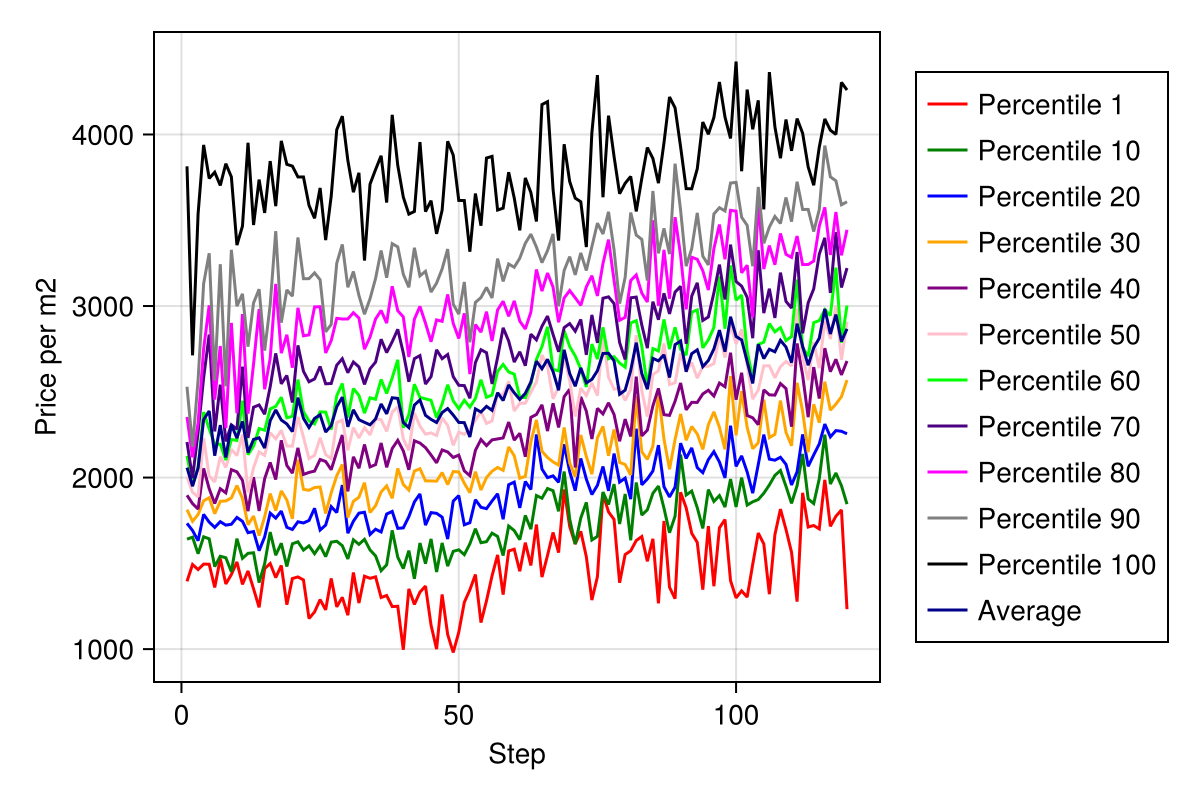 Price per m2
4000
3000
2000
1000
0
50
100
Step
Percentile 1
Percentile 10
Percentile 20
Percentile 30
Percentile 40
Percentile 50
Percentile 60
Percentile 70
Percentile 80
Percentile 90
Percentile 100
Average